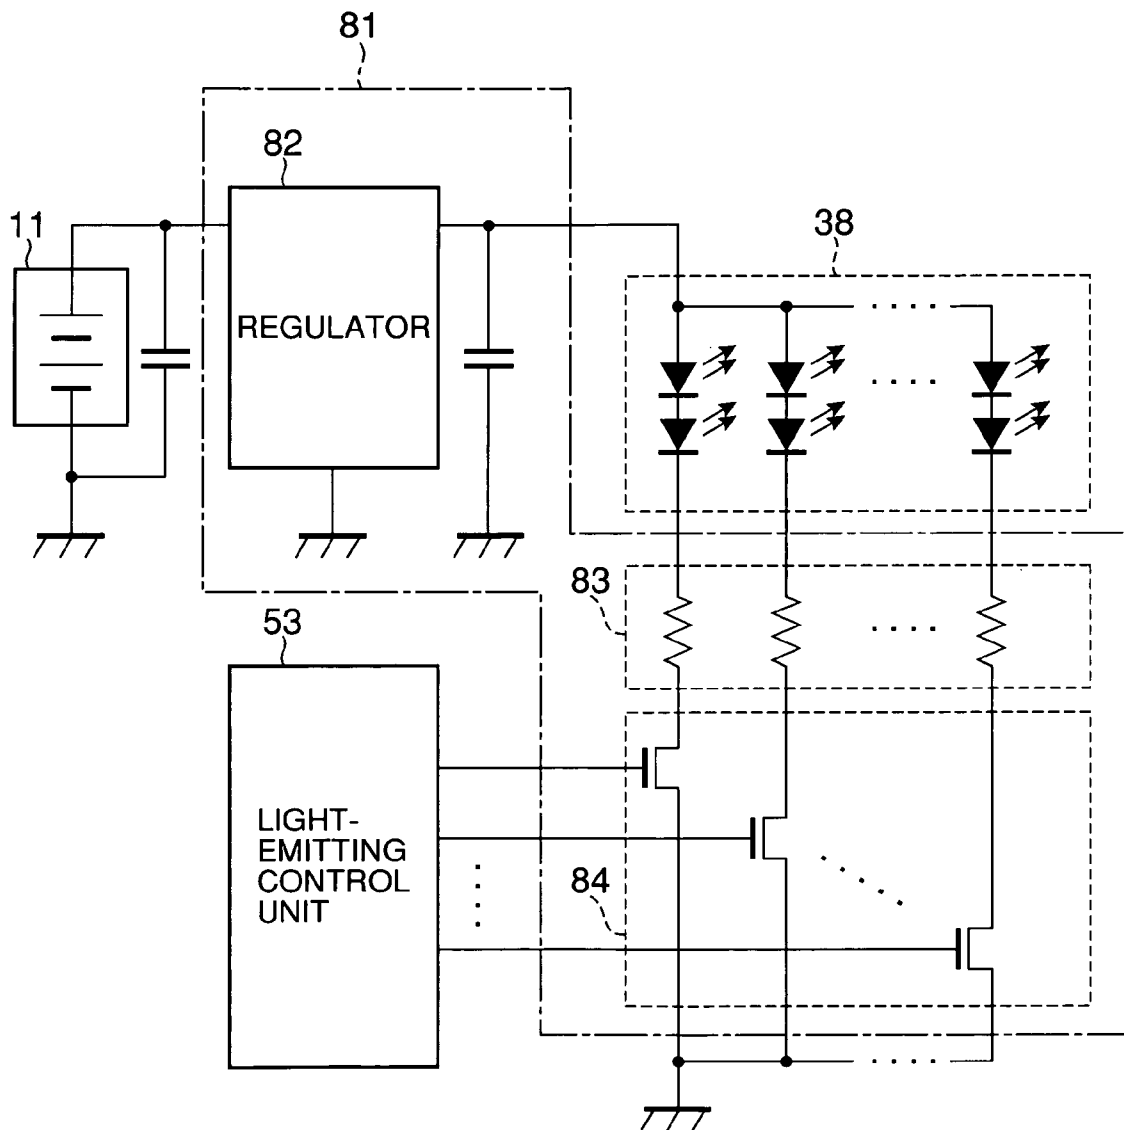 81
82
11
38
REGULATOR
83
53
LIGHT-
EMITTING
CONTROL
UNIT
84